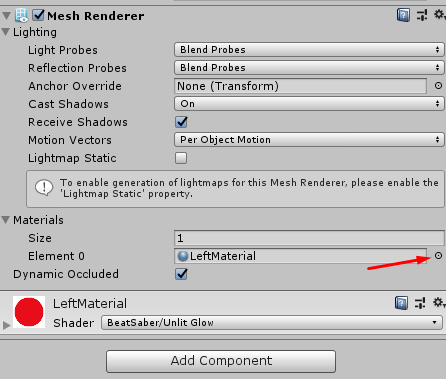 Mesh Renderer
Lighting
Light Probes Blend Probes
Reflection Probes Blend Probes
Anchor Override None (Transform)
Cast Shadows On
Receive Shadows
Motion Vectors Per Object Motion
Lightmap Static
To enable generation of lightmaps for this Mesh Renderer, please enable the
'Lightmap Static' property.
Materials
Size 1
Element 0 LeftMaterial
Dynamic Occluded
LeftMaterial
Shader BeatSaber/Unlit Glow
Add Component